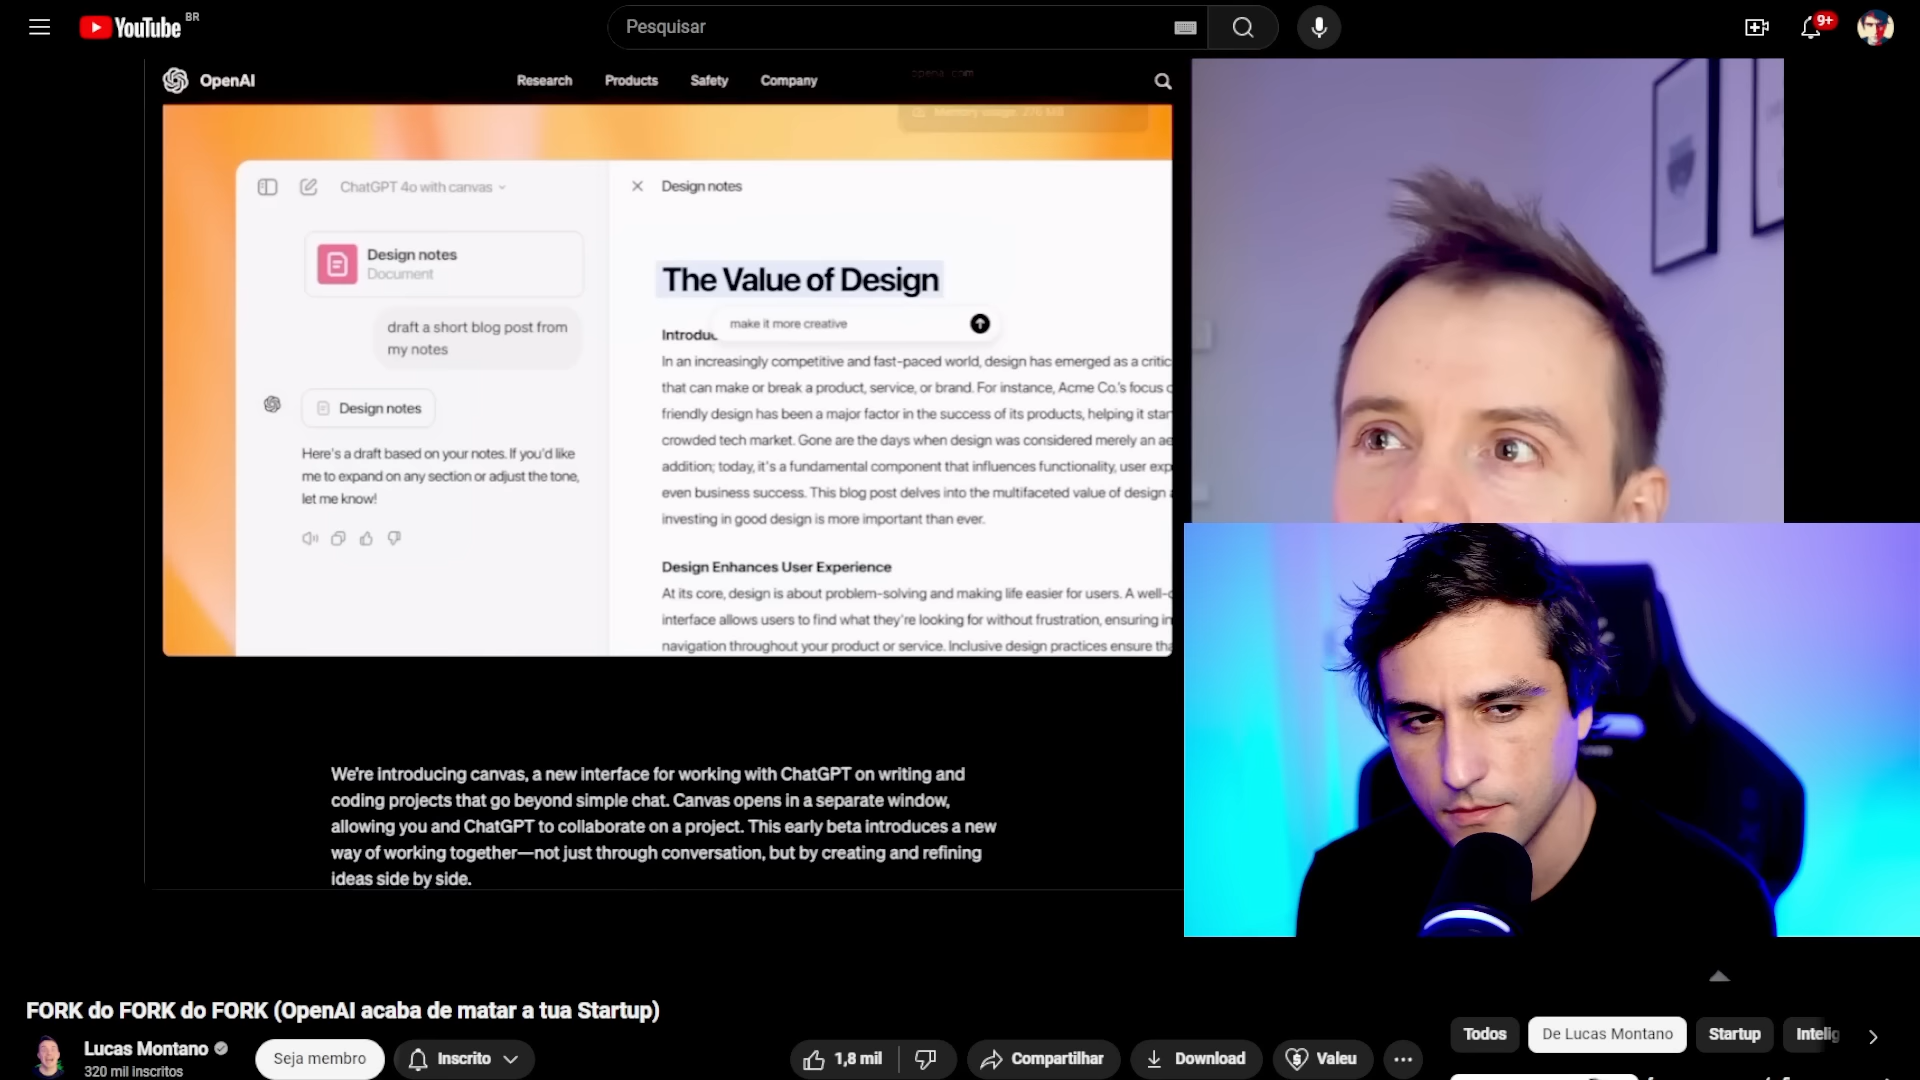 YouTube BR
Pesquisar
9+
OpenAI
Research
Products
Safety
Company
openai.com
Memory usage: 276 MB
ChatGPT 4o with canvas
Design notes
Document
draft a short blog post from
my notes
Design notes
Here's a draft based on your notes. If you'd like
me to expand on any section or adjust the tone,
let me know!
Design notes
The Value of Design
make it more creative
Introduc
In an increasingly competitive and fast-paced world, design has emerged as a critic
that can make or break a product, service, or brand. For instance, Acme Co.'s focus
friendly design has been a major factor in the success of its products, helping it star
crowded tech market. Gone are the days when design was considered merely an ae
addition; today, it's a fundamental component that influences functionality, user exp
even business success. This blog post delves into the multifaceted value of design
investing in good design is more important than ever.
Design Enhances User Experience
At its core, design is about problem-solving and making life easier for users. A well-
interface allows users to find what they're looking for without frustration, ensuring in
navigation throughout your product or service. Inclusive design practices ensure tha
We're introducing canvas, a new interface for working with ChatGPT on writing and
coding projects that go beyond simple chat. Canvas opens in a separate window,
allowing you and ChatGPT to collaborate on a project. This early beta introduces a new
way of working together—not just through conversation, but by creating and refining
ideas side by side.
FORK do FORK do FORK (OpenAI acaba de matar a tua Startup)
Lucas Montano
320 mil inscritos
Seja membro
Inscrito
1,8 mil
Compartilhar
Download
Valeu
Todos
De Lucas Montano
Startup
Intelig